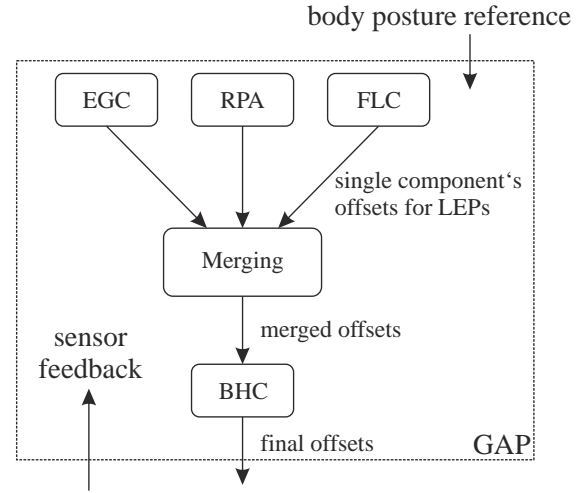 body posture reference
EGC
RPA
FLC
single component‘s
offsets for LEPs
Merging
merged offsets
sensor
feedback
BHC
final offsets
GAP